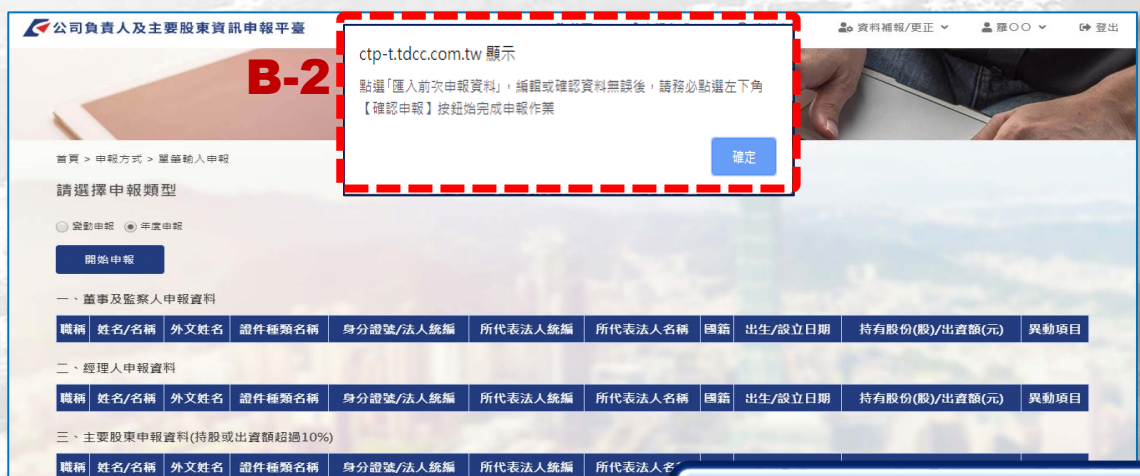 公司負責人及主要股東資訊申報平臺
資料補報/更正
羅○○
登出
B-2
ctp-t.tdcc.com.tw 顯示
點選「匯入前次申報資料」，編輯或確認資料無誤後，請務必點選左下角
【確認申報】按鈕始完成申報作業
確定
首頁 > 申報方式 > 單筆輸入申報
請選擇申報類型
變動申報 年度申報
開始申報
一、董事及監察人申報資料
職稱 姓名/名稱 外文姓名 證件種類名稱 身分證號/法人統編 所代表法人統編 所代表法人名稱 國籍 出生/設立日期 持有股份(股)/出資額(元) 異動項目
二、經理人申報資料
職稱 姓名/名稱 外文姓名 證件種類名稱 身分證號/法人統編 所代表法人統編 所代表法人名稱 國籍 出生/設立日期 持有股份(股)/出資額(元) 異動項目
三、主要股東申報資料(持股或出資額超過10%)
職稱 姓名/名稱 外文姓名 證件種類名稱 身分證號/法人統編 所代表法人統編 所代表法人名